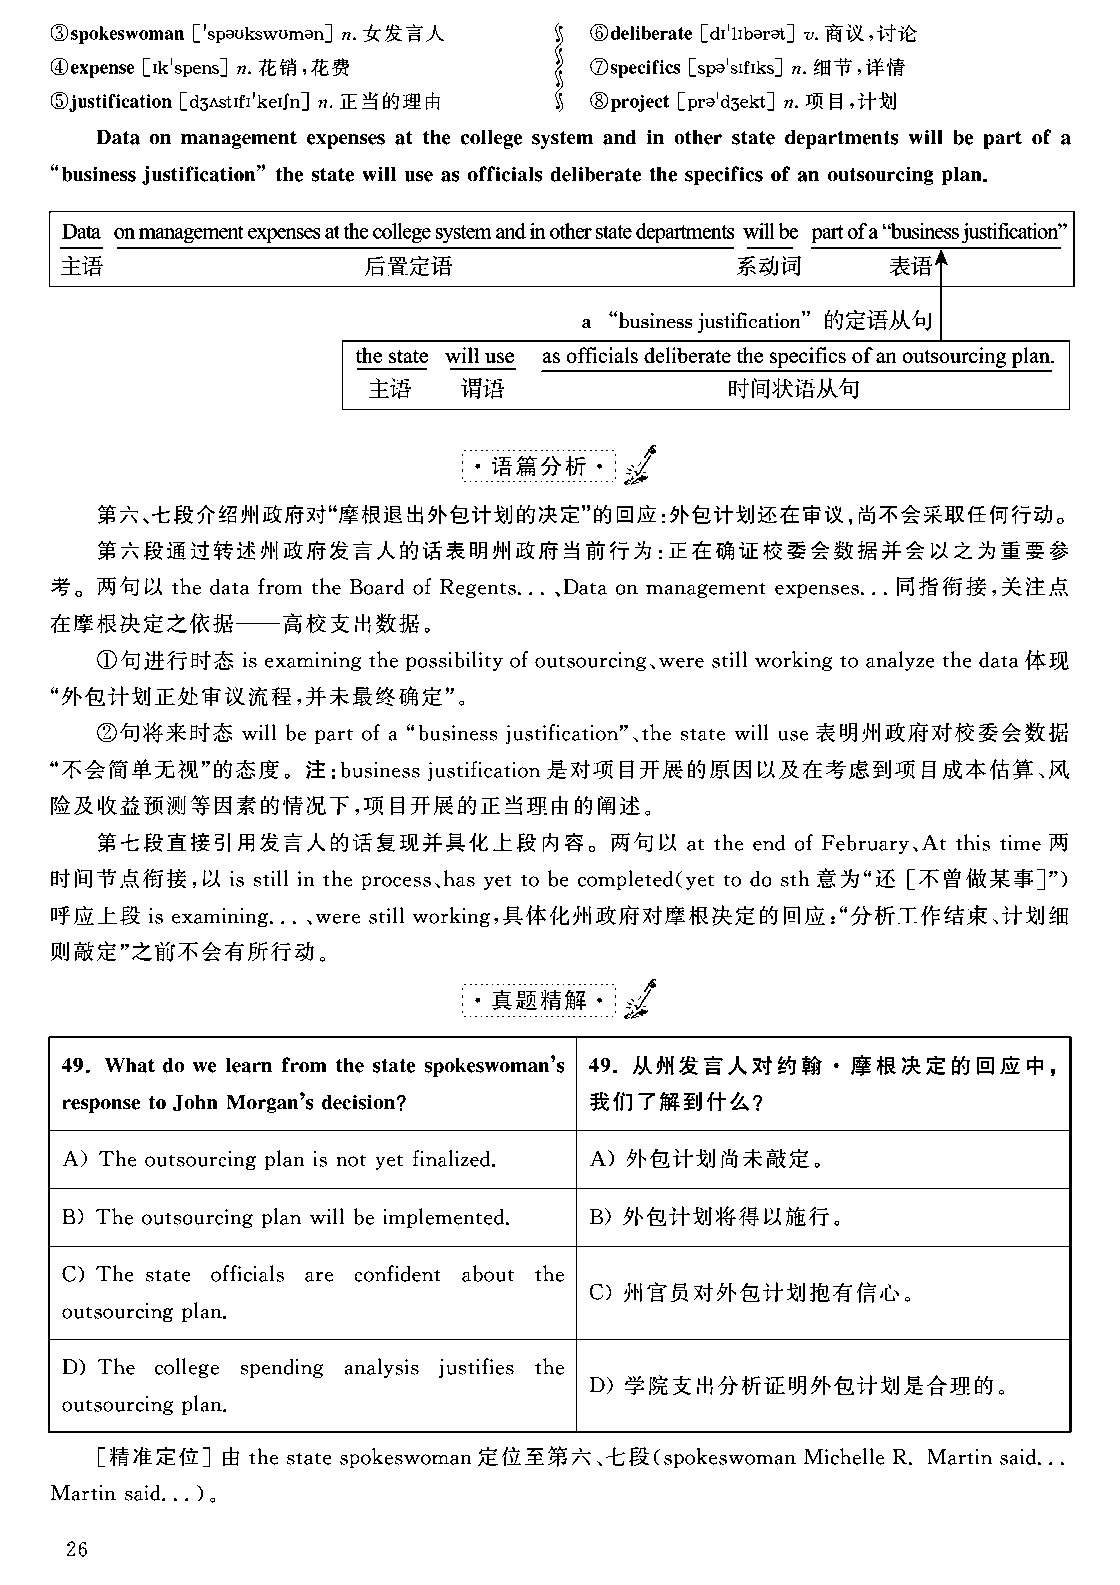 ③spokeswoman [ˈspəʊkswʊmən] n. 女发言人
④expense [ɪkˈspens] n. 花销,花费
⑤justification [dʒʌstɪfɪˈkeɪʃn] n. 正当的理由
⑥deliberate [dɪˈlɪbərət] v. 商议,讨论
⑦specifics [spəˈsɪfɪks] n. 细节,详情
⑧project [prəˈdʒekt] n. 项目,计划
Data on management expenses at the college system and in other state departments will be part of a
“business justification” the state will use as officials deliberate the specifics of an outsourcing plan.
Data on management expenses at the college system and in other state departments will be part of a “business justification”
主语 后置定语 系动词 表语
a “business justification” 的定语从句
the state will use as officials deliberate the specifics of an outsourcing plan.
主语 谓语 时间状语从句
·语篇分析·
第六、七段介绍州政府对“摩根退出外包计划的决定”的回应:外包计划还在审议,尚不会采取任何行动。
第六段通过转述州政府发言人的话表明州政府当前行为:正在确证校委会数据并会以之为重要参
考。两句以 the data from the Board of Regents...、Data on management expenses...同指衔接,关注点
在摩根决定之依据——高校支出数据。
①句进行时态 is examining the possibility of outsourcing、were still working to analyze the data 体现
“外包计划正处审议流程,并未最终确定”。
②句将来时态 will be part of a “business justification”、the state will use 表明州政府对校委会数据
“不会简单无视”的态度。注:business justification 是对项目开展的原因以及在考虑到项目成本估算、风
险及收益预测等因素的情况下,项目开展的正当理由的阐述。
第七段直接引用发言人的话复现并具化上段内容。两句以 at the end of February、At this time 两
时间节点衔接,以 is still in the process、has yet to be completed(yet to do sth 意为“还[不曾做某事]”)
呼应上段 is examining...、were still working,具体化州政府对摩根决定的回应:“分析工作结束、计划细
则敲定”之前不会有所行动。
·真题精解·
49. What do we learn from the state spokeswoman's
response to John Morgan's decision?
49. 从州发言人对约翰·摩根决定的回应中,
我们了解到什么?
A) The outsourcing plan is not yet finalized.
A) 外包计划尚未敲定。
B) The outsourcing plan will be implemented.
B) 外包计划将得以施行。
C) The state officials are confident about the
outsourcing plan.
C) 州官员对外包计划抱有信心。
D) The college spending analysis justifies the
outsourcing plan.
D) 学院支出分析证明外包计划是合理的。
[精准定位] 由 the state spokeswoman 定位至第六、七段(spokeswoman Michelle R. Martin said...
Martin said...)。
26